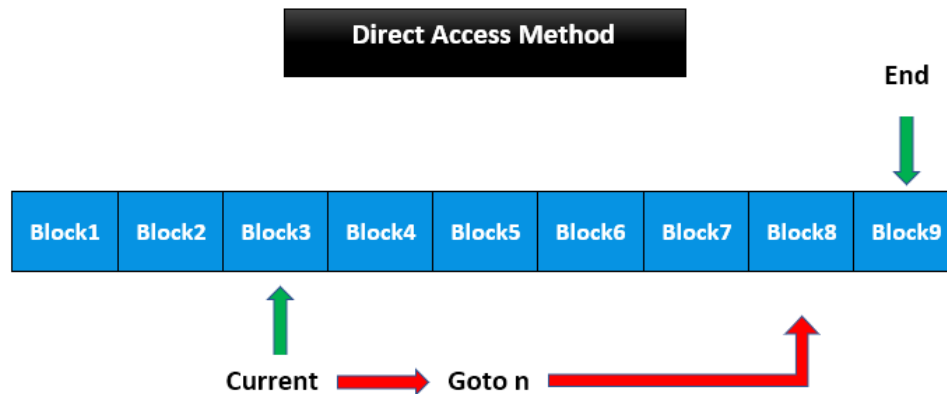 Direct Access Method
End
Block1
Block2
Block3
Block4
Block5
Block6
Block7
Block8
Block9
Current
Goto n